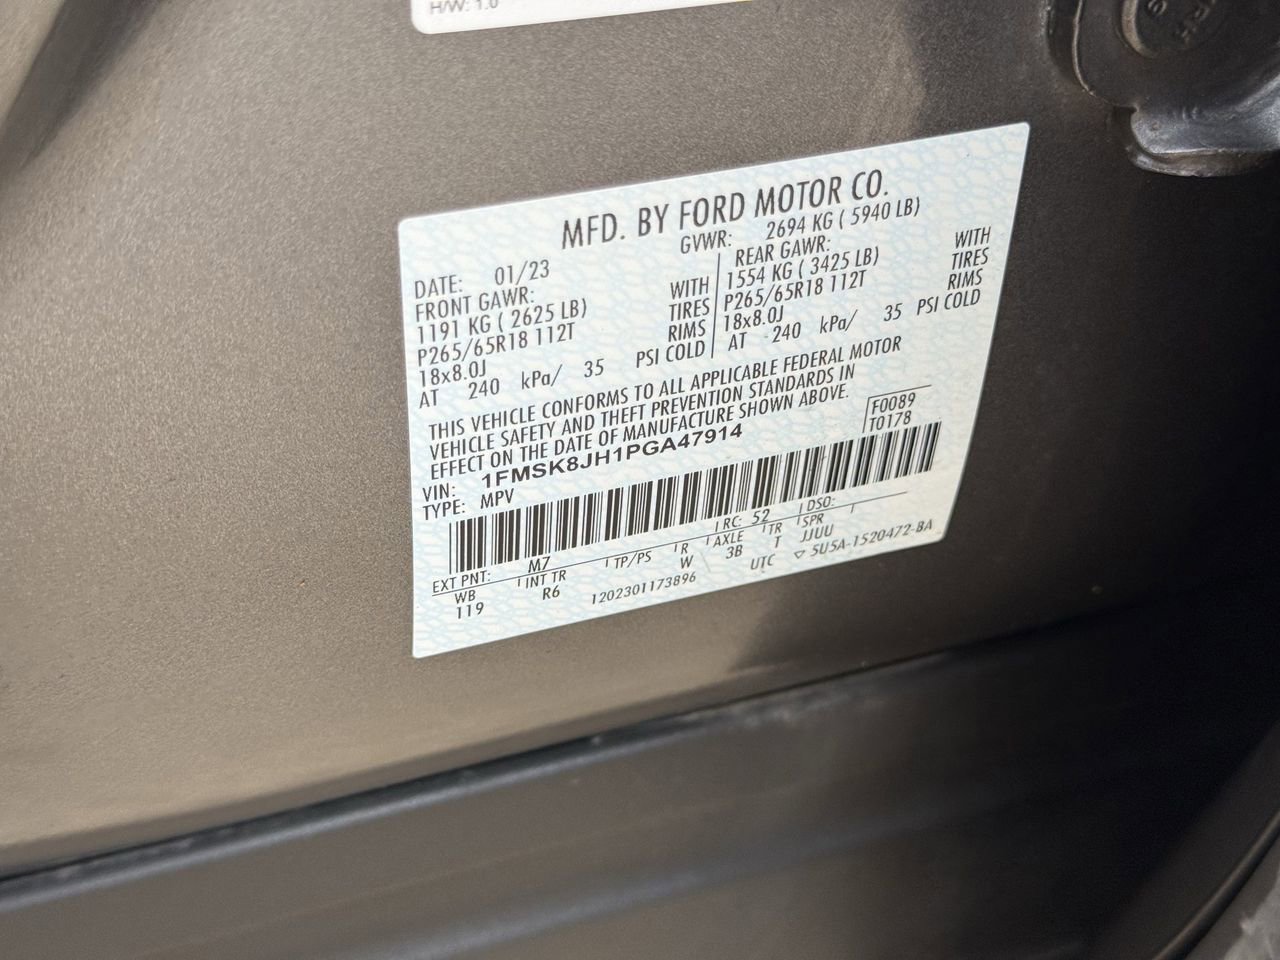 H/W: 1.0
MFD. BY FORD MOTOR CO.
DATE: 01/23 GVWR: 2694 KG ( 5940 LB)
FRONT GAWR: REAR GAWR:
1191 KG ( 2625 LB) WITH 1554 KG ( 3425 LB) WITH
P265/65R18 112T TIRES P265/65R18 112T TIRES
18x8.0J RIMS 18x8.0J RIMS
AT 240 kPa/ 35 PSI COLD AT 240 kPa/ 35 PSI COLD
THIS VEHICLE CONFORMS TO ALL APPLICABLE FEDERAL MOTOR
VEHICLE SAFETY AND THEFT PREVENTION STANDARDS IN
EFFECT ON THE DATE OF MANUFACTURE SHOWN ABOVE.
F0089
T0178
VIN: 1FMSK8JH1PGA47914
TYPE: MPV
EXT PNT: M7 RC: 52 DSO:
WB INT TR TP/PS R AXLE TR SPR
119 R6 W 3B T JJUU
1202301173896 UTC ▽ 5U5A-1520472-BA